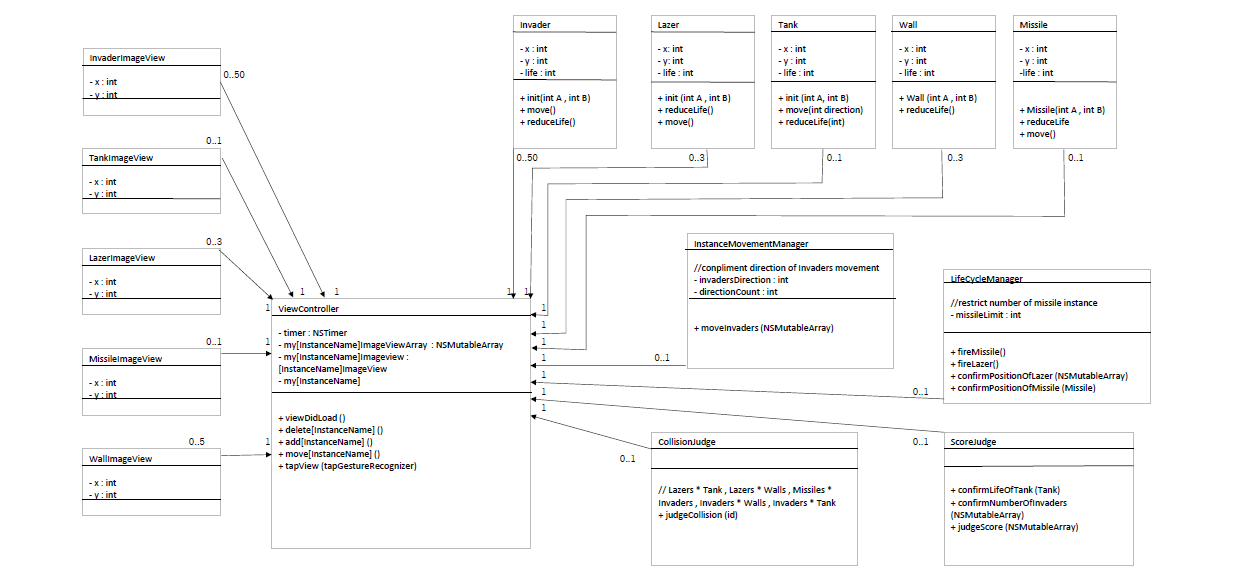 InvaderImageView
- x : int
- y : int
0..50
TankImageView
- x : int
- y : int
0..1
LazerImageView
- x : int
- y : int
0..3
MissileImageView
- x : int
- y : int
0..1
WallImageView
- x : int
- y : int
0..5
Invader
- x : int
- y : int
- life : int
+ init(int A , int B)
+ move()
+ reduceLife()
0..50
Lazer
- x: int
- y: int
- life : int
+ init (int A , int B)
+ reduceLife()
+ move()
0..3
Tank
- x : int
- y : int
- life : int
+ init (int A, int B)
+ move(int direction)
+ reduceLife(int)
0..1
Wall
- x : int
- y : int
- life : int
+ Wall (int A , int B)
+ reduceLife()
0..3
Missile
- x : int
- y : int
-life : int
+ Missile(int A , int B)
+ reduceLife
+ move()
0..1
1
1
1
1
1
1
1
ViewController
- timer : NSTimer
- my[InstanceName]ImageViewArray : NSMutableArray
- my[InstanceName]Imageview :
[InstanceName]ImageView
- my[InstanceName]
+ viewDidLoad ()
+ delete[InstanceName] ()
+ add[InstanceName] ()
+ move[InstanceName] ()
+ tapView (tapGestureRecognizer)
1
1
1
1
1
1
1
InstanceMovementManager
//conpliment direction of Invaders movement
- invadersDirection : int
- directionCount : int
+ moveInvaders (NSMutableArray)
0..1
LifeCycleManager
//restrict number of missile instance
- missileLimit : int
+ fireMissile()
+ fireLazer()
+ confirmPositionOfLazer (NSMutableArray)
+ confirmPositionOfMissile (Missile)
0..1
CollisionJudge
// Lazers * Tank , Lazers * Walls , Missiles *
Invaders , Invaders * Walls , Invaders * Tank
+ judgeCollision (id)
0..1
ScoreJudge
+ confirmLifeOfTank (Tank)
+ confirmNumberOfInvaders
(NSMutableArray)
+ judgeScore (NSMutableArray)
0..1